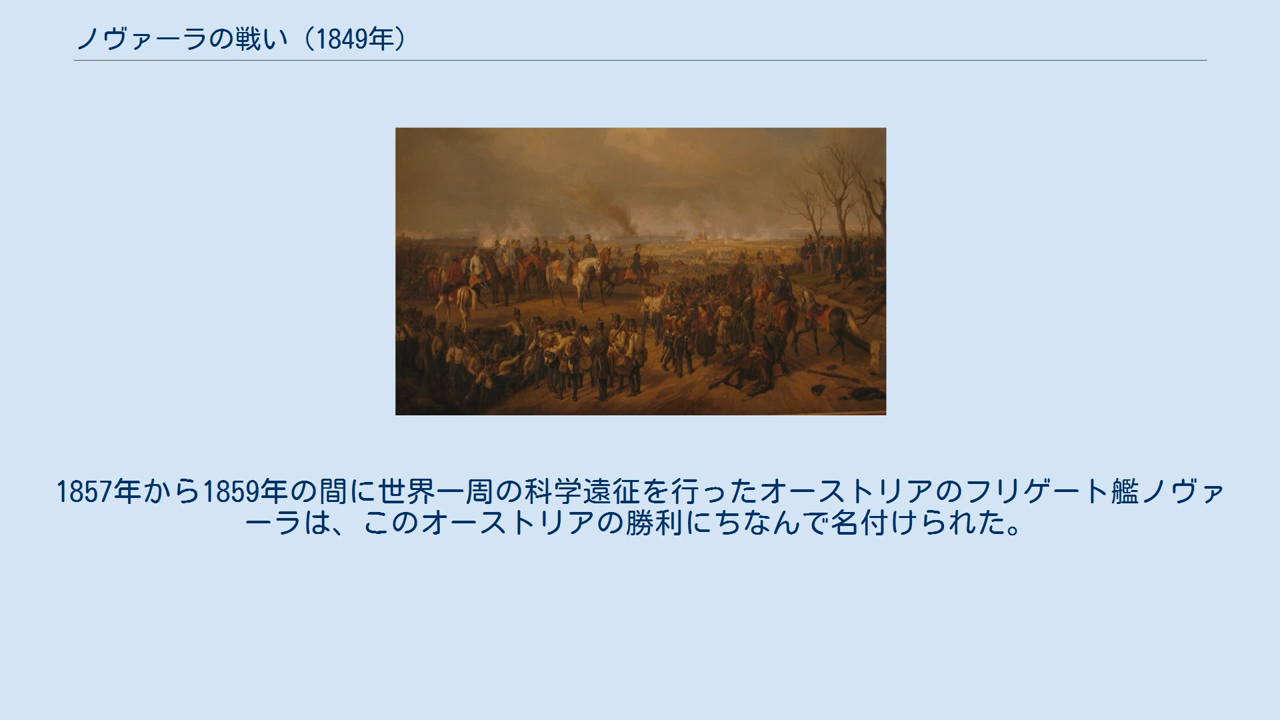 ノヴァーラの戦い（1849年）
1857年から1859年の間に世界一周の科学遠征を行ったオーストリアのフリゲート艦ノヴァ
ーラは、このオーストリアの勝利にちなんで名付けられた。